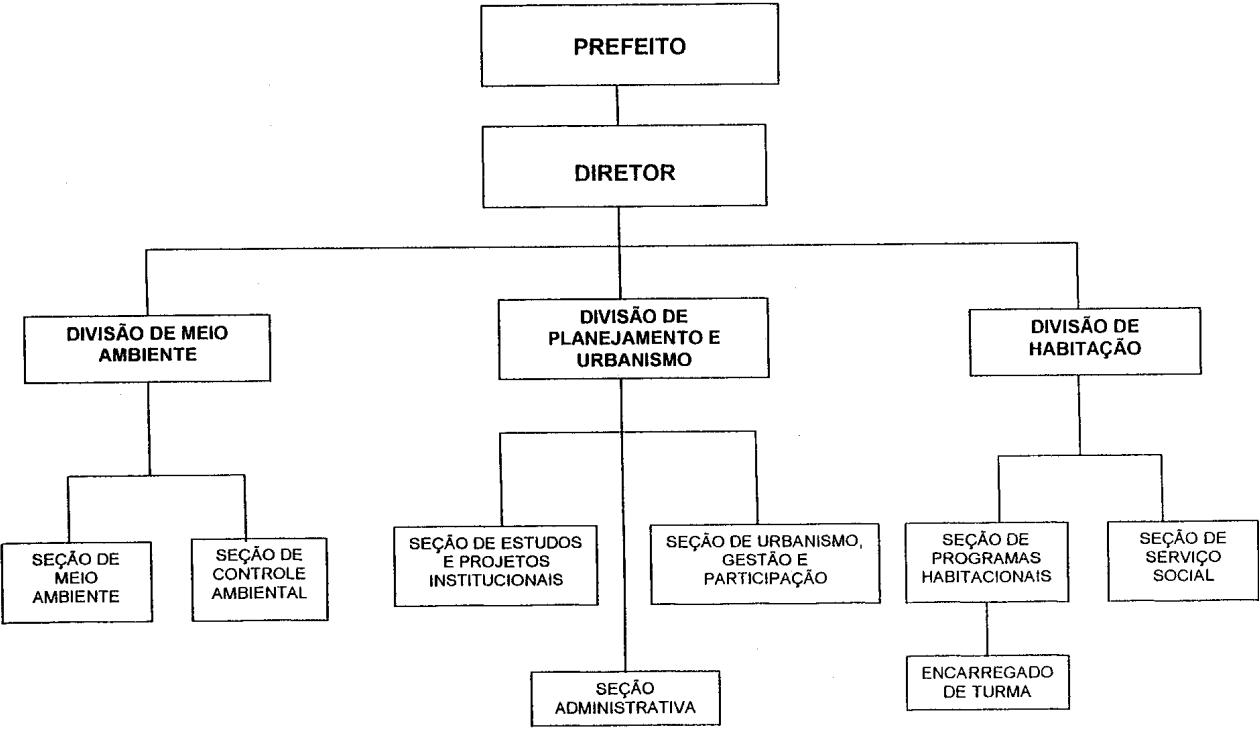 PREFEITO
DIRETOR
DIVISÃO DE MEIO
AMBIENTE
DIVISÃO DE
PLANEJAMENTO E
URBANISMO
DIVISÃO DE
HABITAÇÃO
SEÇÃO DE
MEIO
AMBIENTE
SEÇÃO DE
CONTROLE
AMBIENTAL
SEÇÃO DE ESTUDOS
E PROJETOS
INSTITUCIONAIS
SEÇÃO DE URBANISMO,
GESTÃO E
PARTICIPAÇÃO
SEÇÃO DE
PROGRAMAS
HABITACIONAIS
SEÇÃO DE
SERVIÇO
SOCIAL
SEÇÃO
ADMINISTRATIVA
ENCARREGADO
DE TURMA